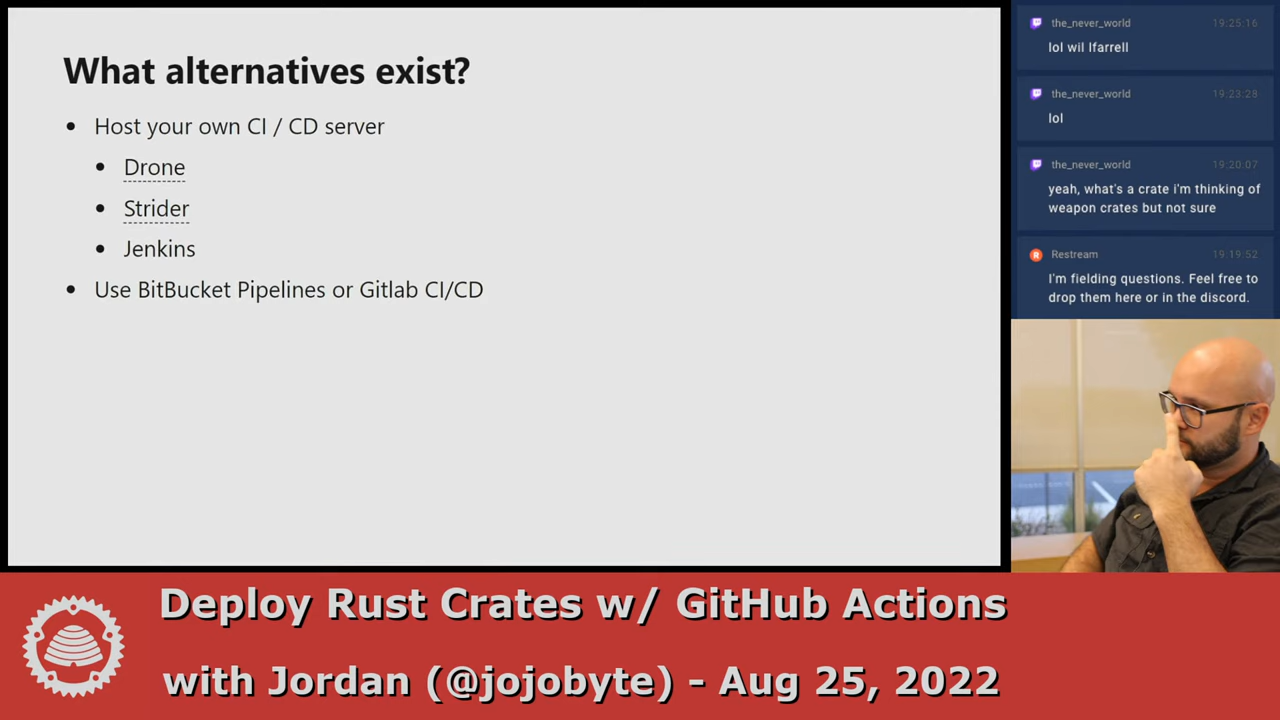 What alternatives exist?
Host your own CI / CD server
Drone
Strider
Jenkins
Use BitBucket Pipelines or Gitlab CI/CD
the_never_world 19:25:16
lol wil lfarrell
the_never_world 19:23:28
lol
the_never_world 19:20:07
yeah, what's a crate i'm thinking of
weapon crates but not sure
Restream 19:19:52
I'm fielding questions. Feel free to
drop them here or in the discord.
Deploy Rust Crates w/ GitHub Actions
with Jordan (@jojobyte) - Aug 25, 2022